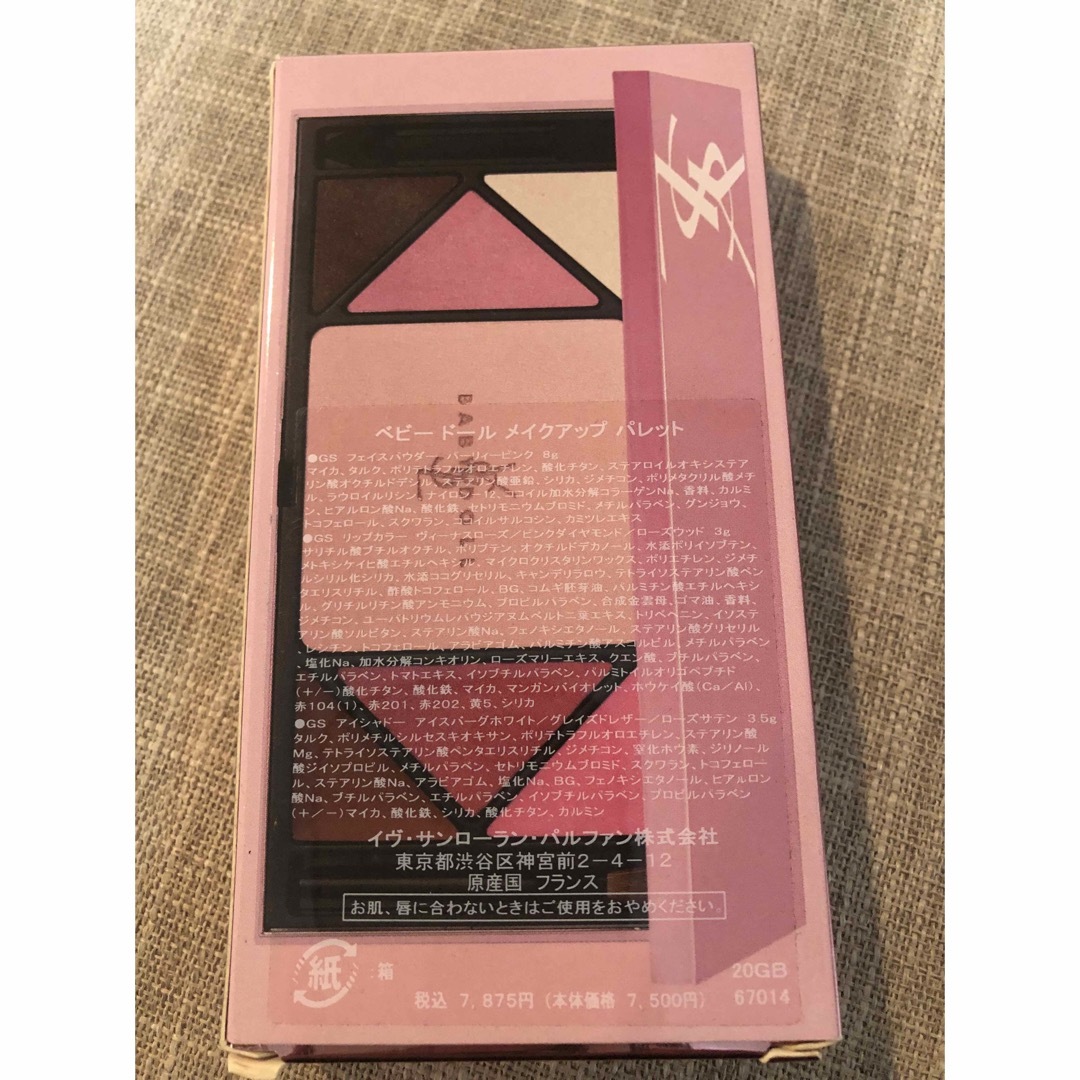 BABY DOLL
ベビー ドール メイクアップ パレット
●GS フェイスパウダー パーリィーピンク 8g
マイカ、タルク、ポリテトラフルオロエチレン、酸化チタン、ステアロイルオキシステア
リン酸オクチルドデシル、ステアリン酸亜鉛、シリカ、ジメチコン、ポリメタクリル酸メチ
ル、ラウロイルリシン、ナイロン-12、ココイル加水分解コラーゲンNa、香料、カルミ
ン、ヒアルロン酸Na、酸化鉄、セトリモニウムブロミド、メチルパラベン、グンジョウ、
トコフェロール、スクワラン、ココイルサルコシン、カミツレエキス
●GS リップカラー ヴィーナスローズ/ピンクダイヤモンド/ローズウッド 3g
サリチル酸ブチルオクチル、ポリブテン、オクチルドデカノール、水添ポリイソブテン、
メトキシケイヒ酸エチルヘキシル、マイクロクリスタリンワックス、ポリエチレン、ジメチ
ルシリル化シリカ、水添ココグリセリル、キャンデリラロウ、テトライソステアリン酸ペン
タエリスリチル、酢酸トコフェロール、BG、コムギ胚芽油、パルミチン酸エチルヘキシ
ル、グリチルリチン酸アンモニウム、プロピルパラベン、合成金雲母、ゴマ油、香料、
ジメチコン、ユーパトリウムレバウジアヌムベルトニ葉エキス、トリベヘニン、イソステ
アリン酸ソルビタン、ステアリン酸Na、フェノキシエタノール、ステアリン酸グリセリル
レシチン、トコフェロール、アラビアゴム、パルミチン酸アスコルビル、メチルパラベン
、塩化Na、加水分解コンキオリン、ローズマリーエキス、クエン酸、ブチルパラベン、
エチルパラベン、トマトエキス、イソブチルパラベン、パルミトイルオリゴペプチド
(+/-)酸化チタン、酸化鉄、マイカ、マンガンバイオレット、ホウケイ酸(Ca/Al)、
赤104(1)、赤201、赤202、黄5、シリカ
●GS アイシャドー アイスバーグホワイト/グレイズドレザー/ローズサテン 3.5g
タルク、ポリメチルシルセスキオキサン、ポリテトラフルオロエチレン、ステアリン酸
Mg、テトライソステアリン酸ペンタエリスリチル、ジメチコン、窒化ホウ素、ジリノール
酸ジイソプロピル、メチルパラベン、セトリモニウムブロミド、スクワラン、トコフェロー
ル、ステアリン酸Na、アラビアゴム、塩化Na、BG、フェノキシエタノール、ヒアルロン
酸Na、ブチルパラベン、エチルパラベン、イソブチルパラベン、プロピルパラベン
(+/-)マイカ、酸化鉄、シリカ、酸化チタン、カルミン
イヴ・サンローラン・パルファン株式会社
東京都渋谷区神宮前2-4-12
原産国 フランス
お肌、唇に合わないときはご使用をおやめください。
紙 箱
20GB
税込 7,875円(本体価格 7,500円) 67014